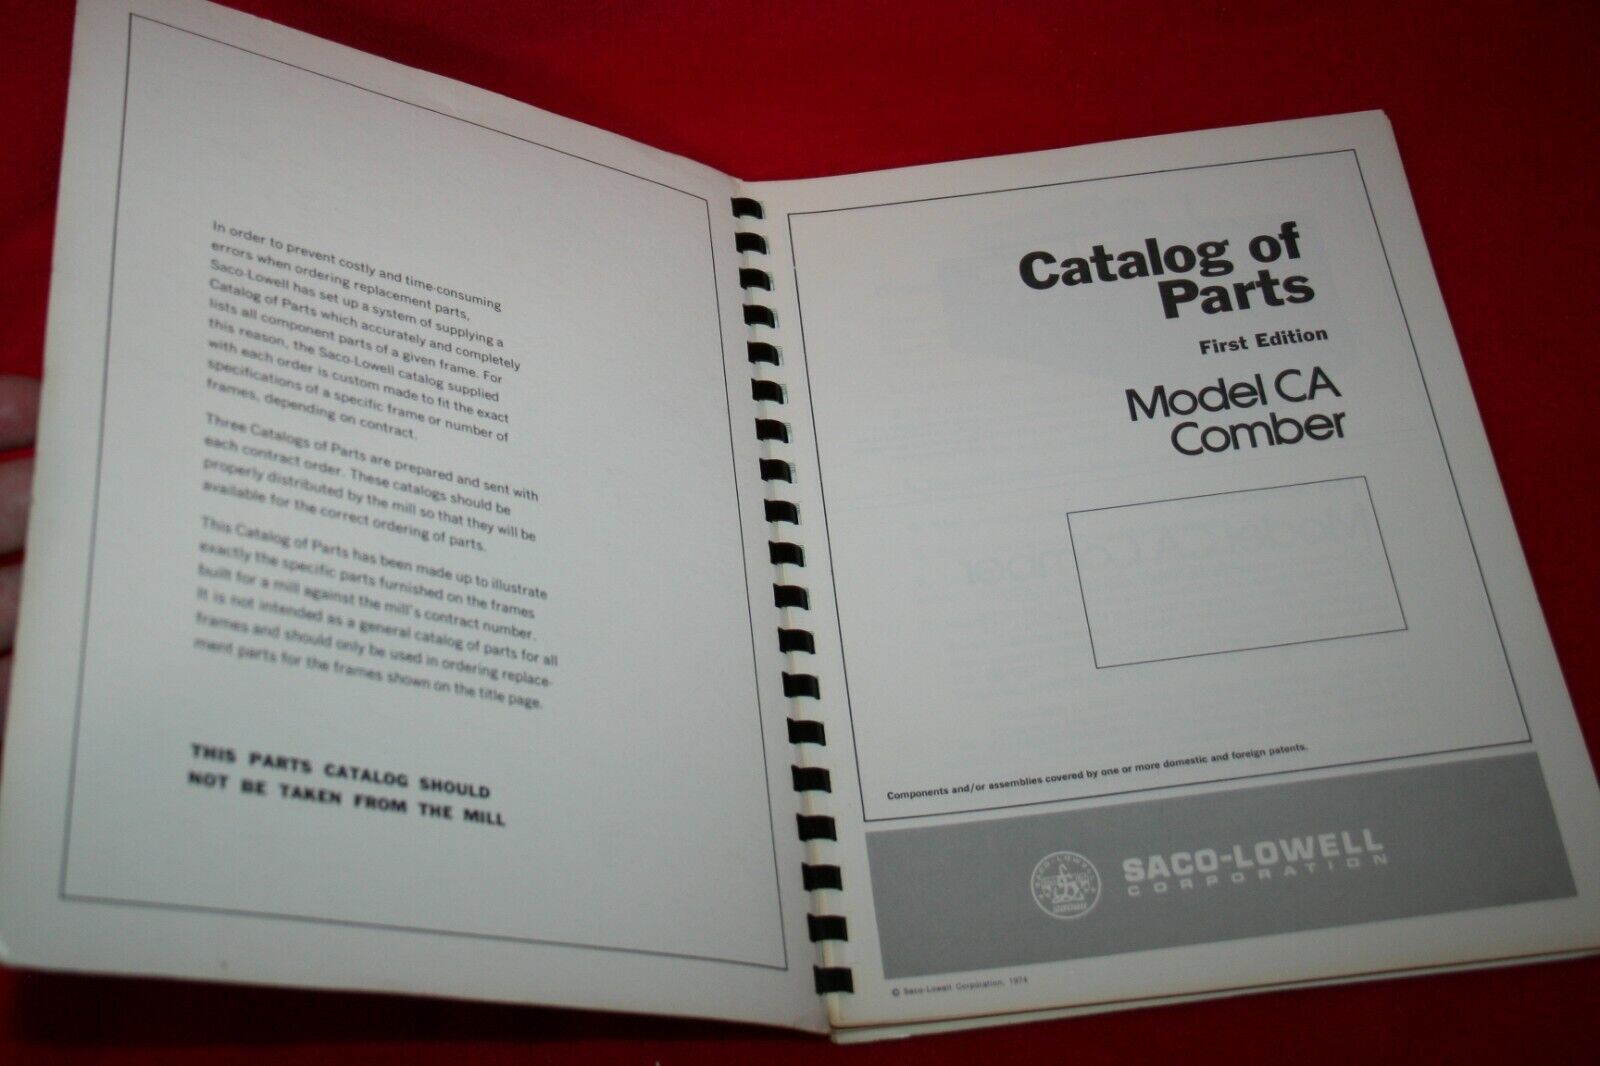 In order to prevent costly and time-consuming
errors when ordering replacement parts,
Saco-Lowell has set up a system of supplying a
Catalog of Parts which accurately and completely
lists all component parts of a given frame. For
this reason, the Saco-Lowell catalog supplied
with each order is custom made to fit the exact
specifications of a specific frame or number of
frames, depending on contract.
Three Catalogs of Parts are prepared and sent with
each contract order. These catalogs should be
properly distributed by the mill so that they will be
available for the correct ordering of parts.
This Catalog of Parts has been made up to illustrate
exactly the specific parts furnished on the frames
built for a mill against the mill's contract number.
It is not intended as a general catalog of parts for all
frames and should only be used in ordering replace-
ment parts for the frames shown on the title page.
THIS PARTS CATALOG SHOULD
NOT BE TAKEN FROM THE MILL
Catalog of
Parts
First Edition
Model CA
Comber
Components and/or assemblies covered by one or more domestic and foreign patents.
SACO-LOWELL
CORPORATION
© Saco-Lowell Corporation, 1974